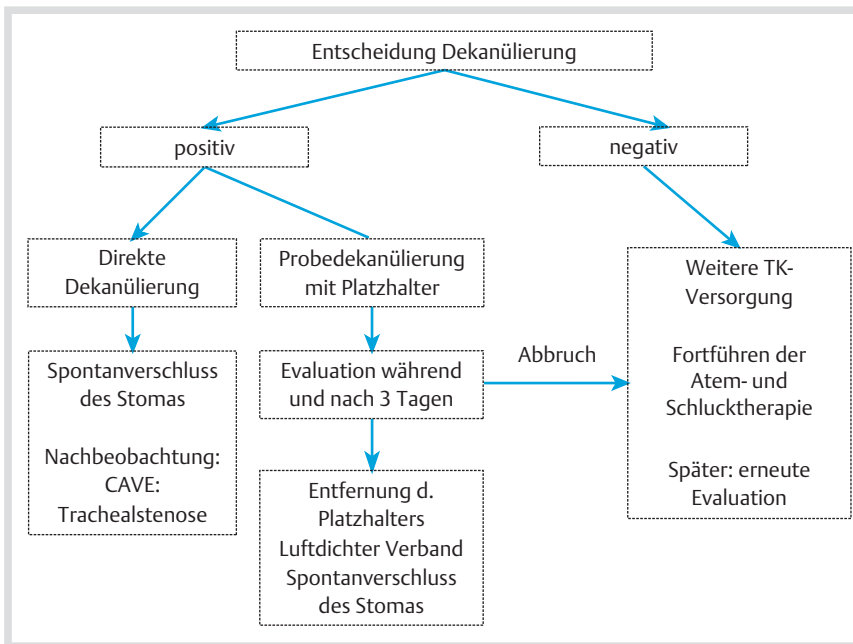 Entscheidung Dekanülierung
positiv
negativ
Direkte
Dekanülierung
Probedekanülierung
mit Platzhalter
Weitere TK-
Versorgung
Fortführen der
Atem- und
Schlucktherapie
Später: erneute
Evaluation
Spontanverschluss
des Stomas
Nachbeobachtung:
CAVE:
Trachealstenose
Evaluation während
und nach 3 Tagen
Abbruch
Entfernung d.
Platzhalters
Luftdichter Verband
Spontanverschluss
des Stomas